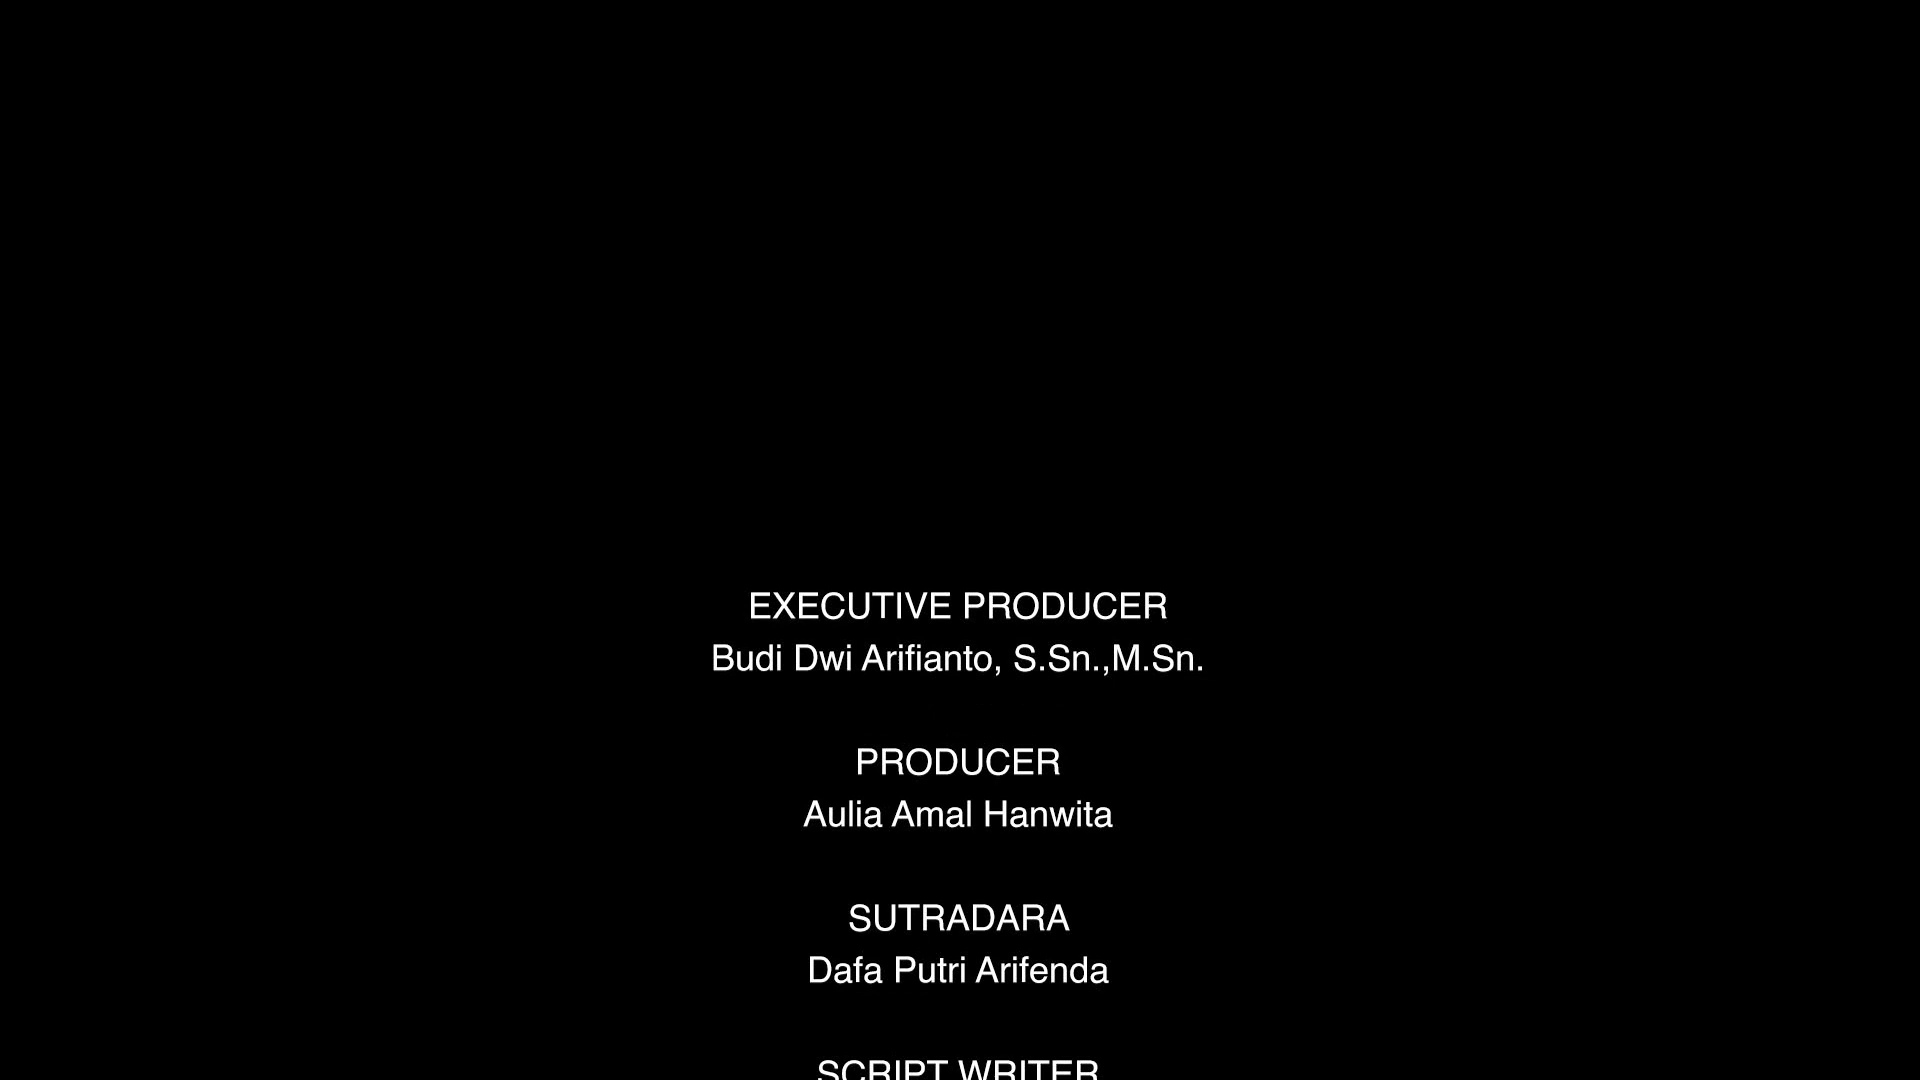 EXECUTIVE PRODUCER
Budi Dwi Arifianto, S.Sn.,M.Sn.
PRODUCER
Aulia Amal Hanwita
SUTRADARA
Dafa Putri Arifenda
SCRIPT WRITER